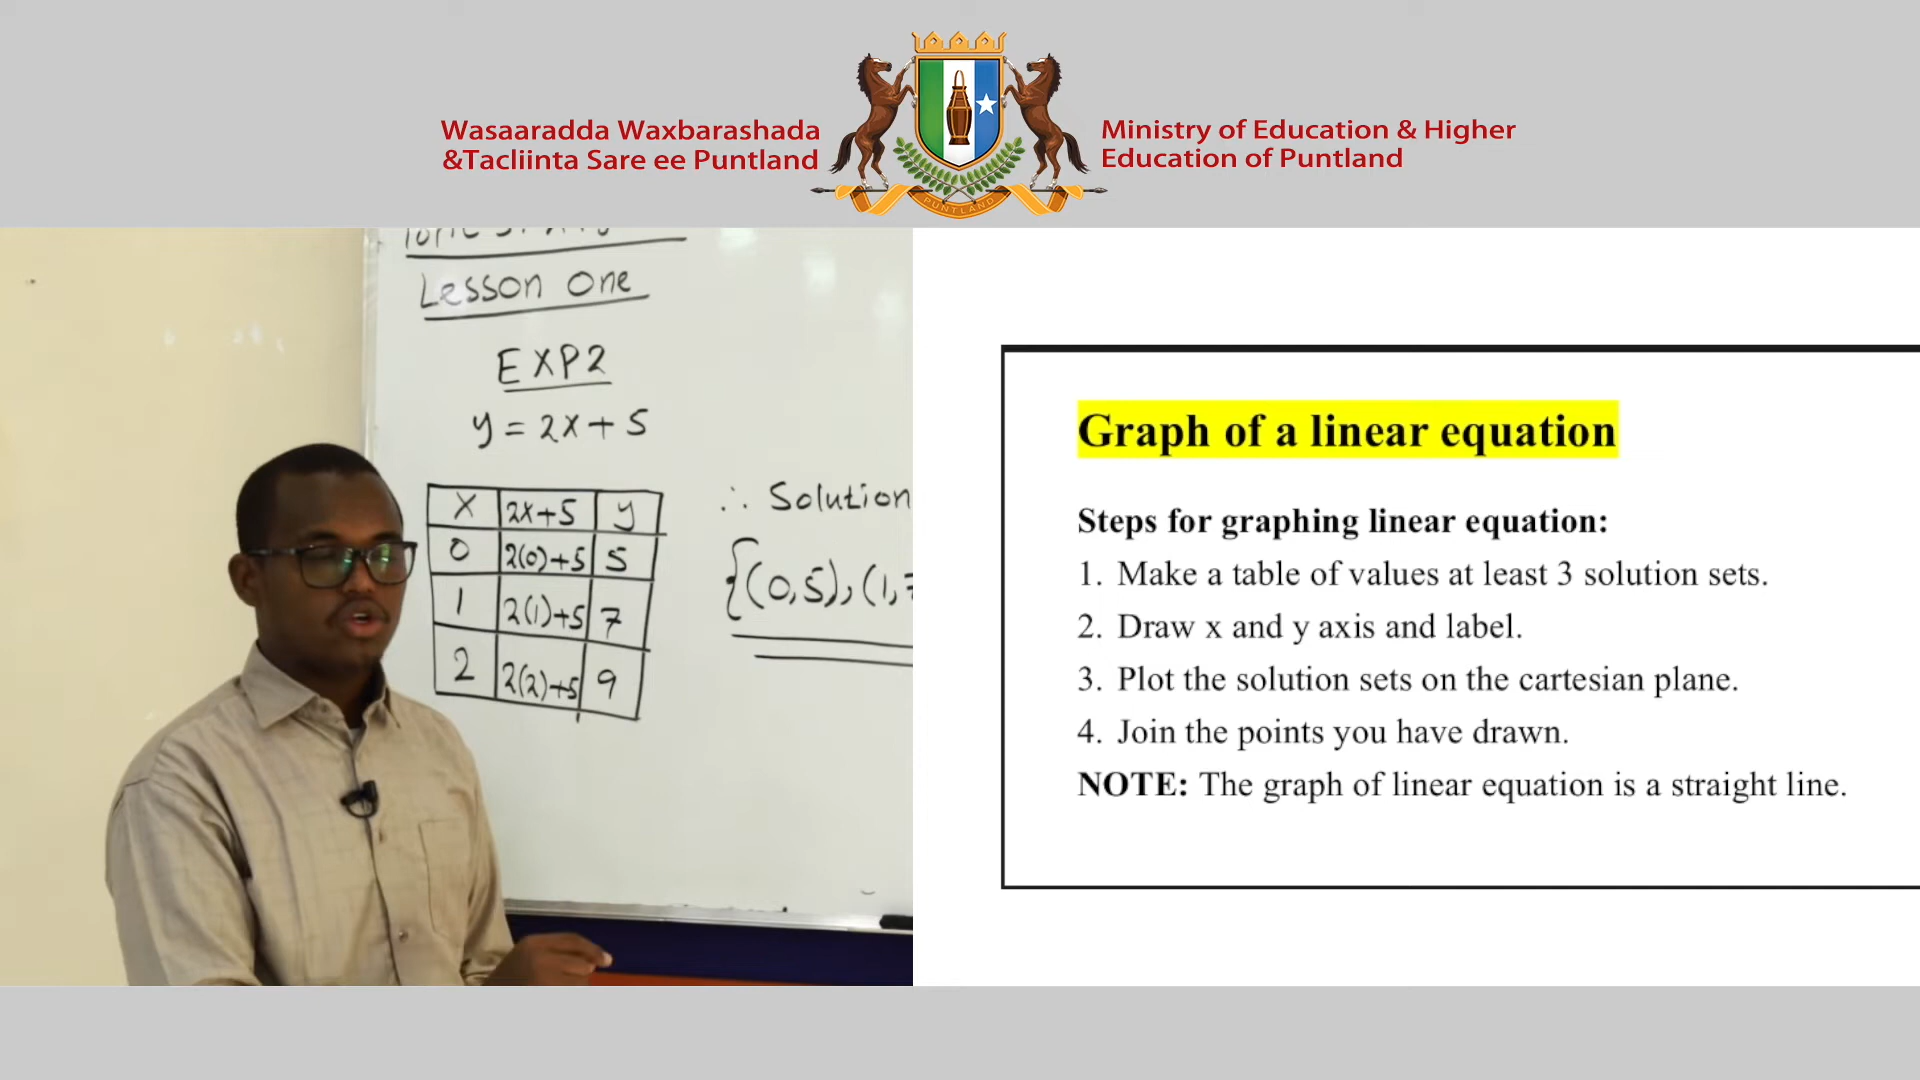 Wasaaradda Waxbarashada
&Tacliinta Sare ee Puntland
PUNTLAND
Ministry of Education & Higher
Education of Puntland
Lesson One
EXP2
y = 2x + 5
x 2x+5 y
0 2(0)+5 5
1 2(1)+5 7
2 2(2)+5 9
∴ Solution
{(0,5), (1,7
Graph of a linear equation
Steps for graphing linear equation:
1. Make a table of values at least 3 solution sets.
2. Draw x and y axis and label.
3. Plot the solution sets on the cartesian plane.
4. Join the points you have drawn.
NOTE: The graph of linear equation is a straight line.